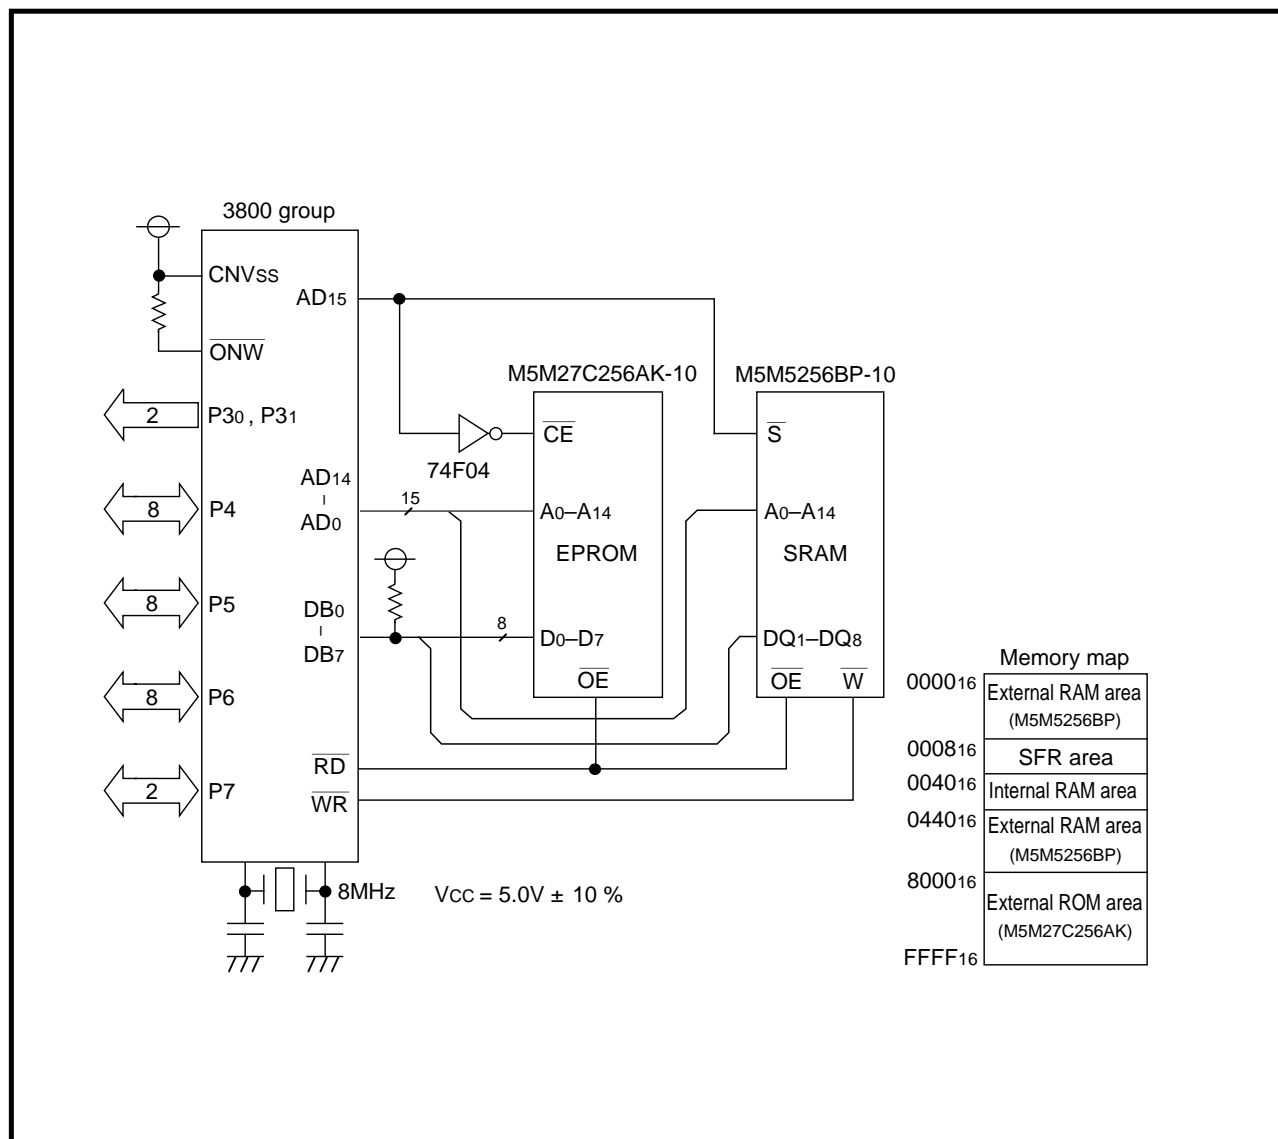 3800 group
CNVSS
AD15
ONW
M5M27C256AK-10
M5M5256BP-10
2
P30 , P31
CE
S
74F04
AD14
–
AD0
15
8
P4
A0–A14
A0–A14
EPROM
SRAM
8
P5
DB0
–
DB7
8
D0–D7
DQ1–DQ8
OE
OE
W
8
P6
RD
WR
2
P7
8MHz
VCC = 5.0V ± 10 %
Memory map
000016
External RAM area
(M5M5256BP)
000816
SFR area
004016
Internal RAM area
044016
External RAM area
(M5M5256BP)
800016
External ROM area
(M5M27C256AK)
FFFF16